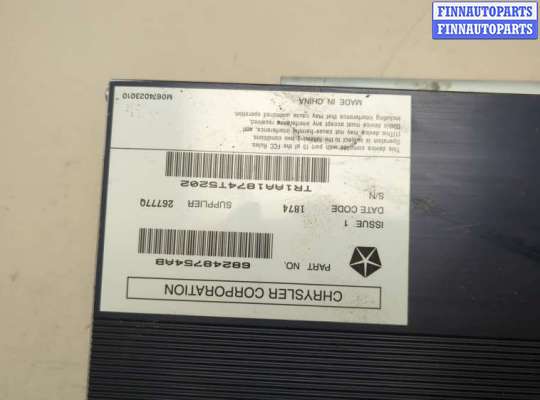 FINNAUTOPARTS
FINNAUTOPARTS
CHRYSLER CORPORATION
PART NO.
68248754AB
ISSUE 1
DATE CODE 1874 SUPPLIER 26777Q
S/N
TR1AA1874T5202
This device complies with part 15 of the FCC Rules.
Operation is subject to the following two conditions:
(1)This device may not cause harmful interference, and
(2)this device must accept any interference received,
including interference that may cause undesired operation.
MADE IN CHINA
M0674023010